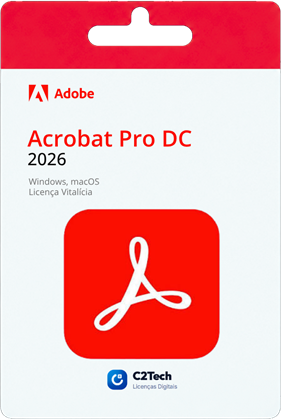 Adobe
Acrobat Pro DC
2026
Windows, macOS
Licença Vitalícia
C2Tech
Licenças Digitais